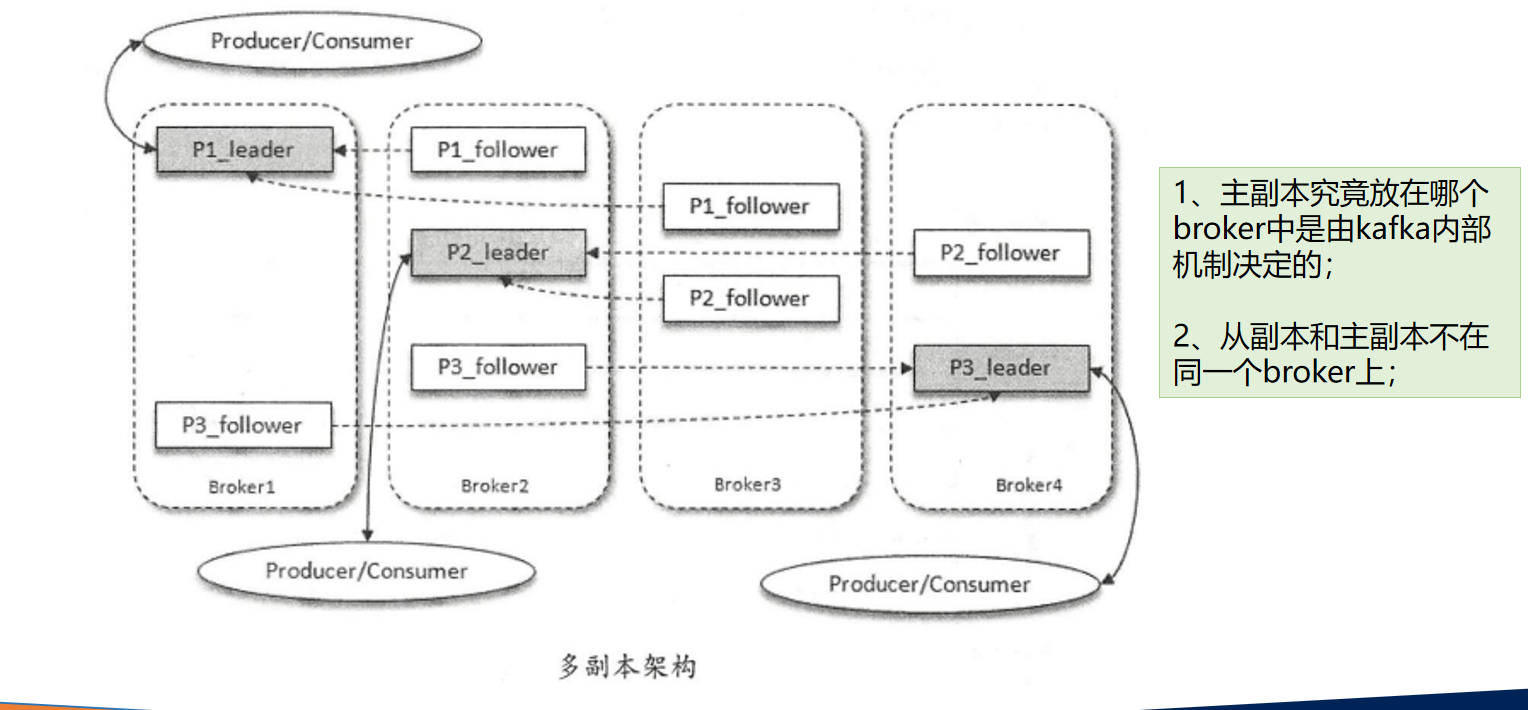 Producer/Consumer
P1_leader
P1_follower
P1_follower
P2_leader
P2_follower
P2_follower
P3_follower
P3_leader
P3_follower
Broker1
Broker2
Broker3
Broker4
Producer/Consumer
Producer/Consumer
多副本架构
1、主副本究竟放在哪个
broker中是由kafka内部
机制决定的；
2、从副本和主副本不在
同一个broker上；